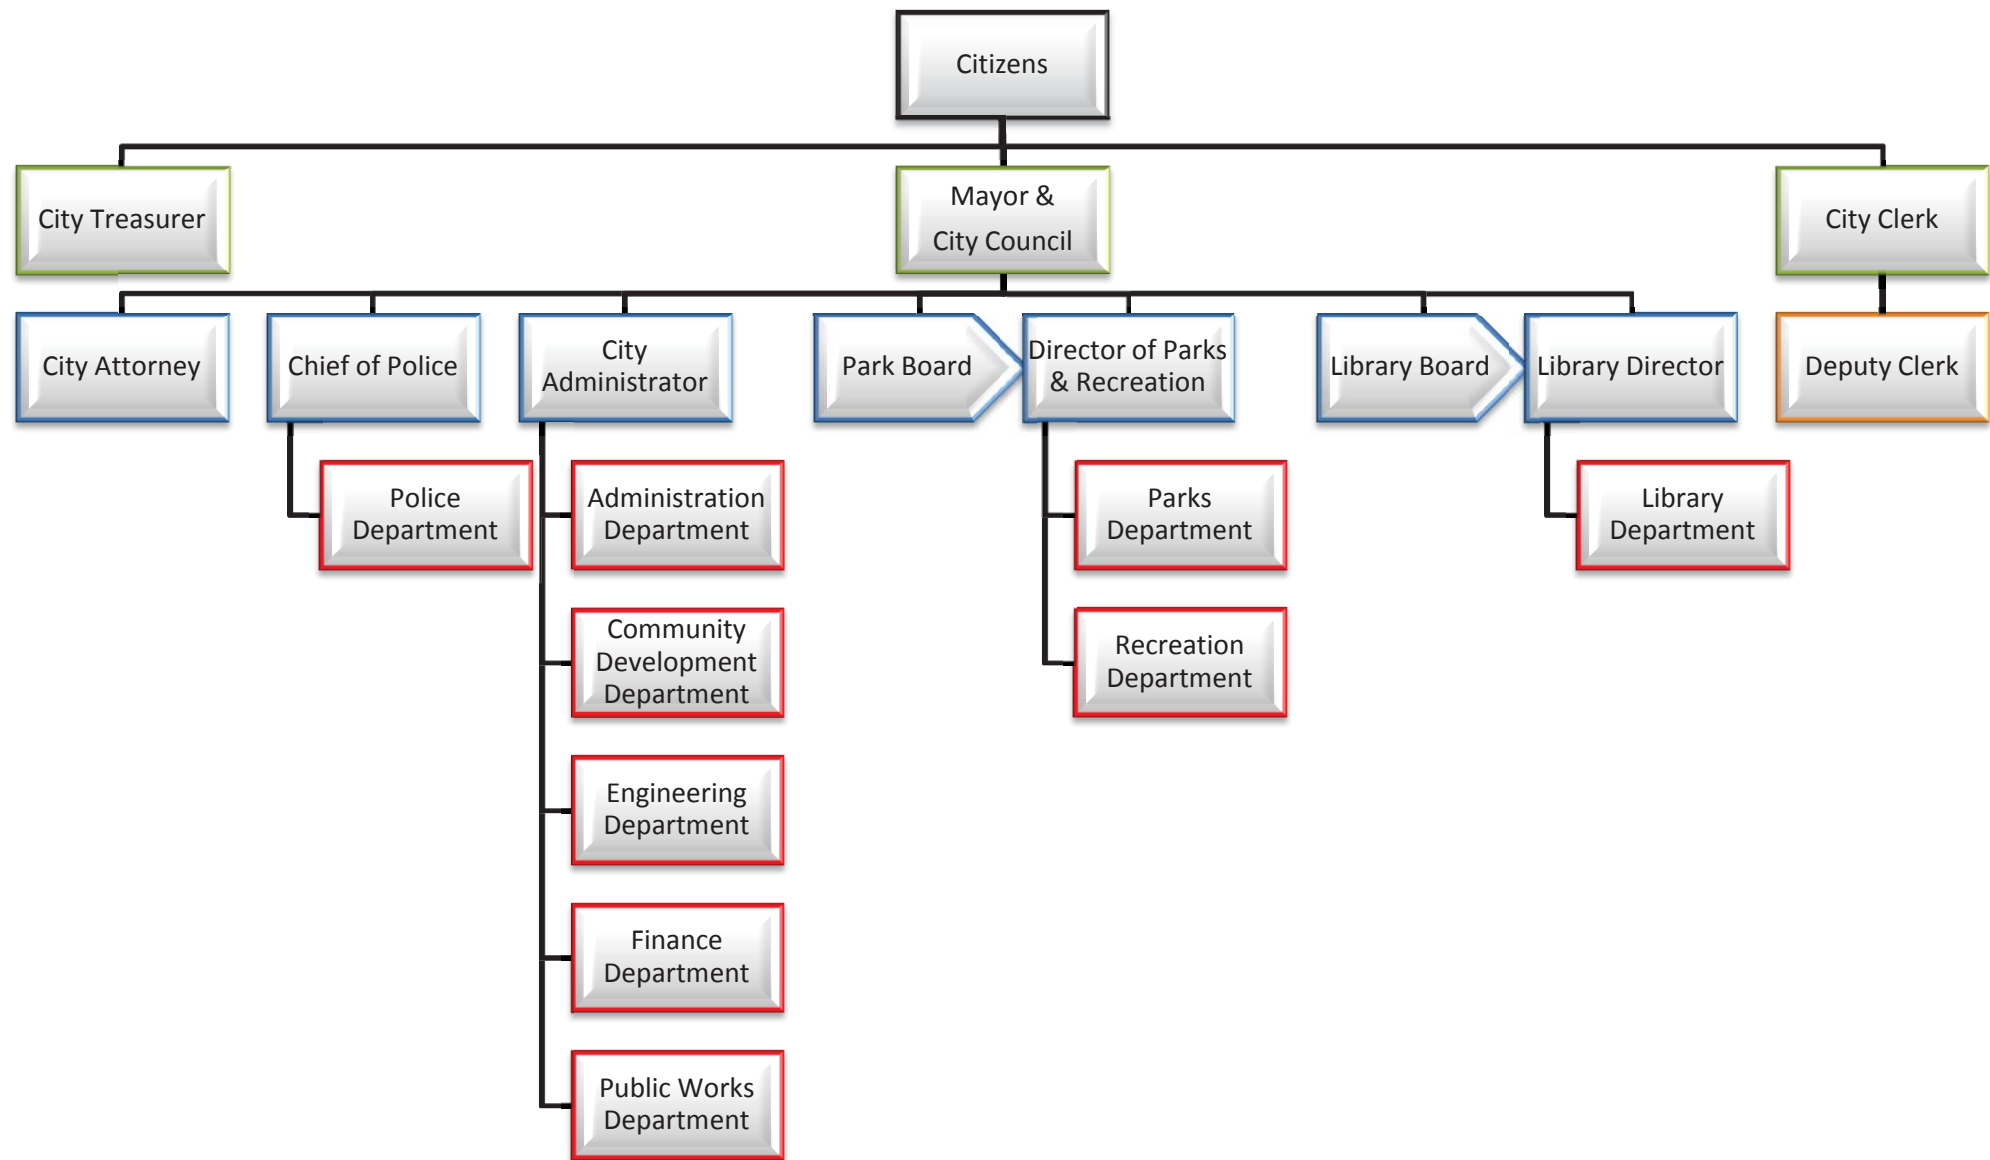 Citizens
City Treasurer
Mayor &
City Council
City Clerk
City Attorney
Chief of Police
City
Administrator
Park Board
Director of Parks
& Recreation
Library Board
Library Director
Deputy Clerk
Police
Department
Administration
Department
Parks
Department
Library
Department
Community
Development
Department
Recreation
Department
Engineering
Department
Finance
Department
Public Works
Department